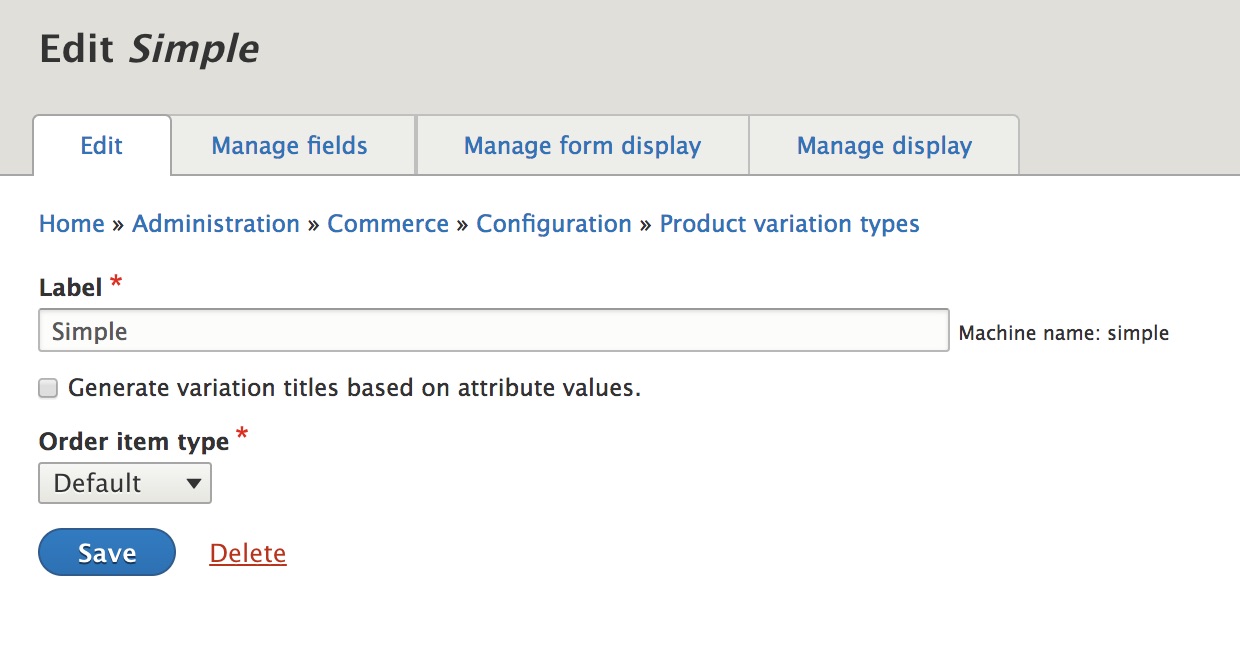 Edit Simple
Edit Manage fields Manage form display Manage display
Home » Administration » Commerce » Configuration » Product variation types
Label *
Simple Machine name: simple
Generate variation titles based on attribute values.
Order item type *
Default
Save Delete